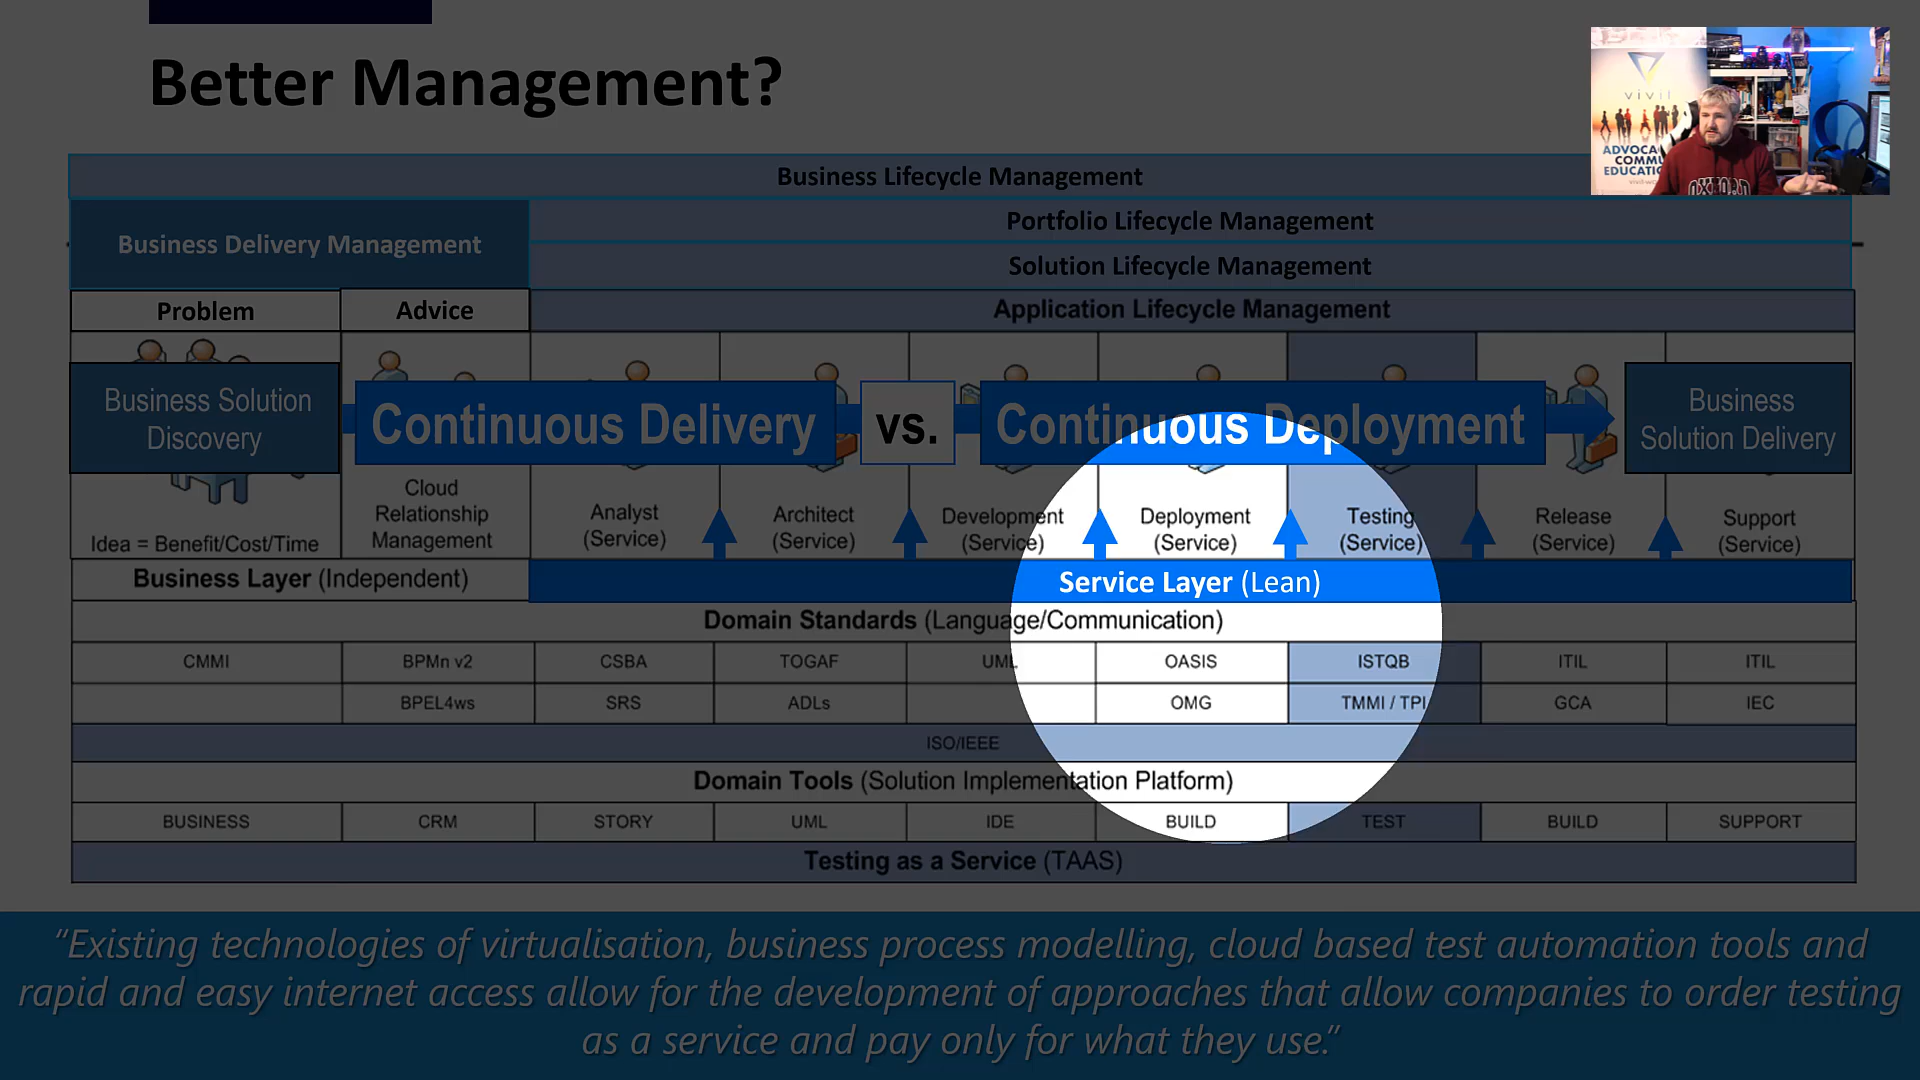 Better Management?
vivit
ADVOCA
COMMU
EDUCATIO
OXFORD
Business Lifecycle Management
Business Delivery Management
Portfolio Lifecycle Management
Solution Lifecycle Management
Problem
Advice
Application Lifecycle Management
Business Solution
Discovery
Continuous Delivery
vs.
Continuous Deployment
Business
Solution Delivery
Idea = Benefit/Cost/Time
Cloud
Relationship
Management
Analyst
(Service)
Architect
(Service)
Development
(Service)
Deployment
(Service)
Testing
(Service)
Release
(Service)
Support
(Service)
Business Layer (Independent)
Service Layer (Lean)
Domain Standards (Language/Communication)
CMMI BPMn v2 CSBA TOGAF UML OASIS ISTQB ITIL ITIL
BPEL4ws SRS ADLs OMG TMMI / TPI GCA IEC
ISO/IEEE
Domain Tools (Solution Implementation Platform)
BUSINESS CRM STORY UML IDE BUILD TEST BUILD SUPPORT
Testing as a Service (TAAS)
“Existing technologies of virtualisation, business process modelling, cloud based test automation tools and
rapid and easy internet access allow for the development of approaches that allow companies to order testing
as a service and pay only for what they use.”